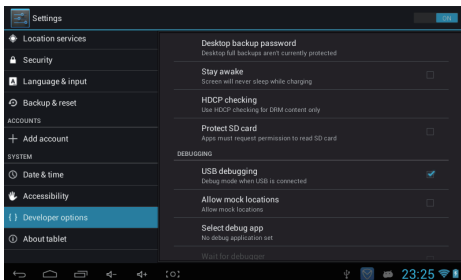 Settings
ON
Location services
Security
Language & input
Backup & reset
ACCOUNTS
Add account
SYSTEM
Date & time
Accessibility
{ } Developer options
About tablet
Desktop backup password
Desktop full backups aren't currently protected
Stay awake
Screen will never sleep while charging
HDCP checking
Use HDCP checking for DRM content only
Protect SD card
Apps must request permission to read SD card
DEBUGGING
USB debugging
Debug mode when USB is connected
Allow mock locations
Allow mock locations
Select debug app
No debug application set
Wait for debugger
23:25